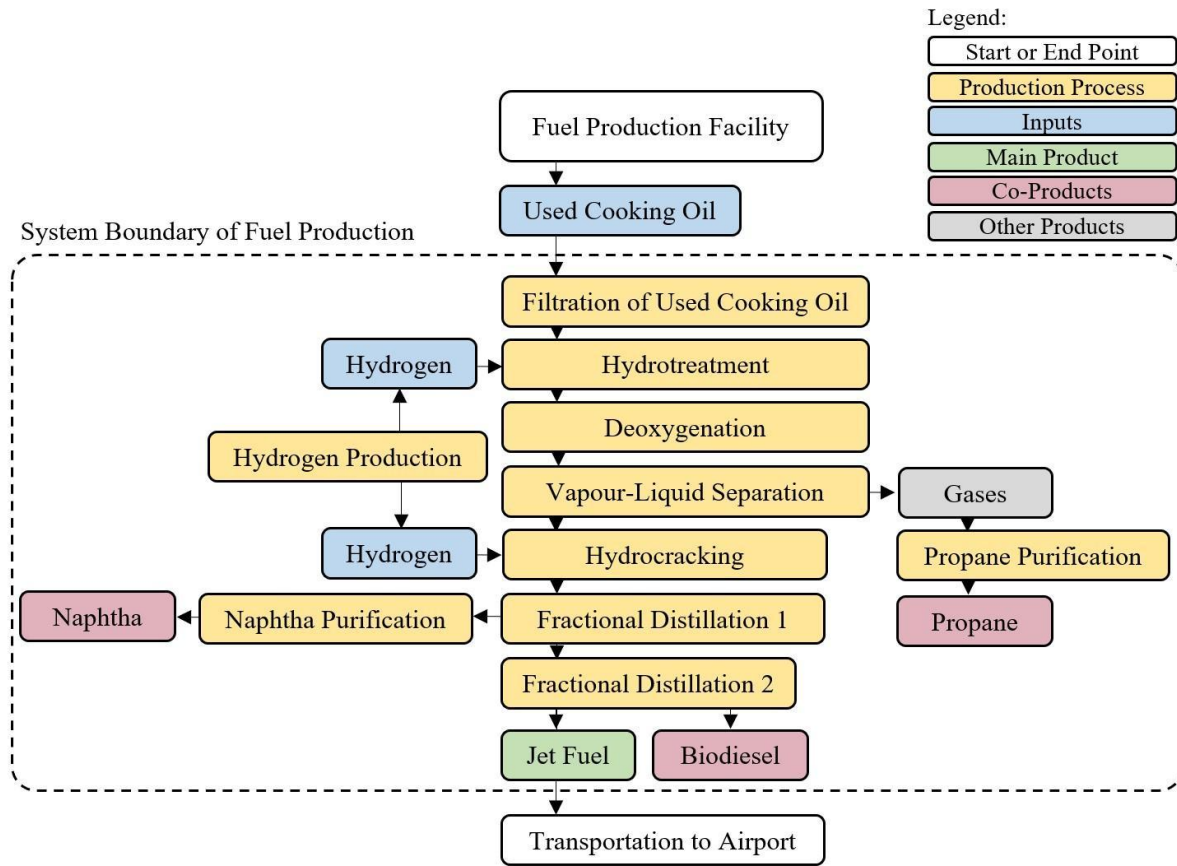 Legend:
Start or End Point
Production Process
Inputs
Main Product
Co-Products
Other Products
Fuel Production Facility
Used Cooking Oil
System Boundary of Fuel Production
Filtration of Used Cooking Oil
Hydrogen
Hydrotreatment
Deoxygenation
Hydrogen Production
Vapour-Liquid Separation
Gases
Hydrogen
Hydrocracking
Propane Purification
Naphtha
Naphtha Purification
Fractional Distillation 1
Propane
Fractional Distillation 2
Jet Fuel
Biodiesel
Transportation to Airport